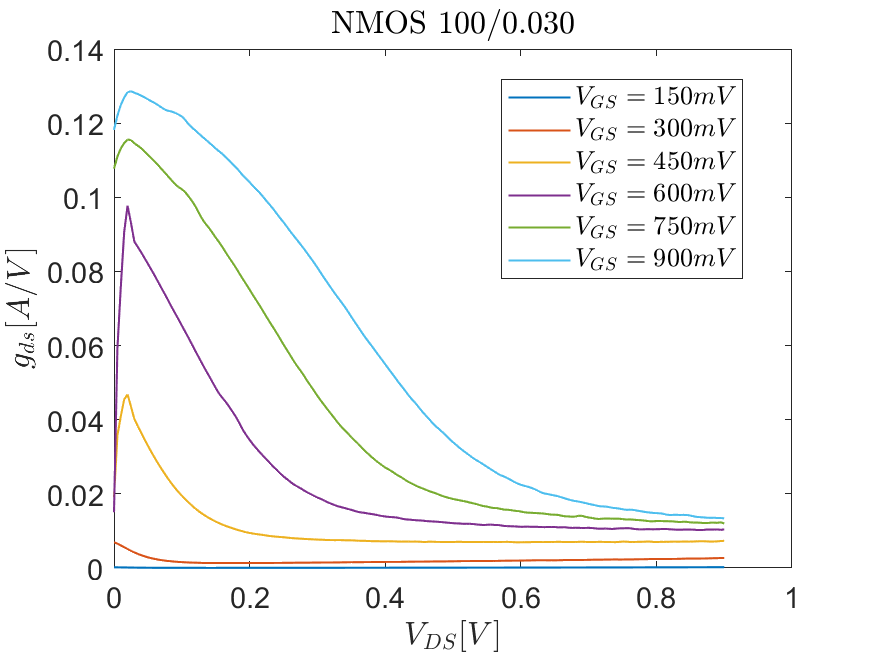 NMOS 100/0.030
0.14
0.12
0.1
0.08
0.06
0.04
0.02
0
g_{ds}[A/V]
V_{GS} = 150mV
V_{GS} = 300mV
V_{GS} = 450mV
V_{GS} = 600mV
V_{GS} = 750mV
V_{GS} = 900mV
0 0.2 0.4 0.6 0.8 1
V_{DS}[V]